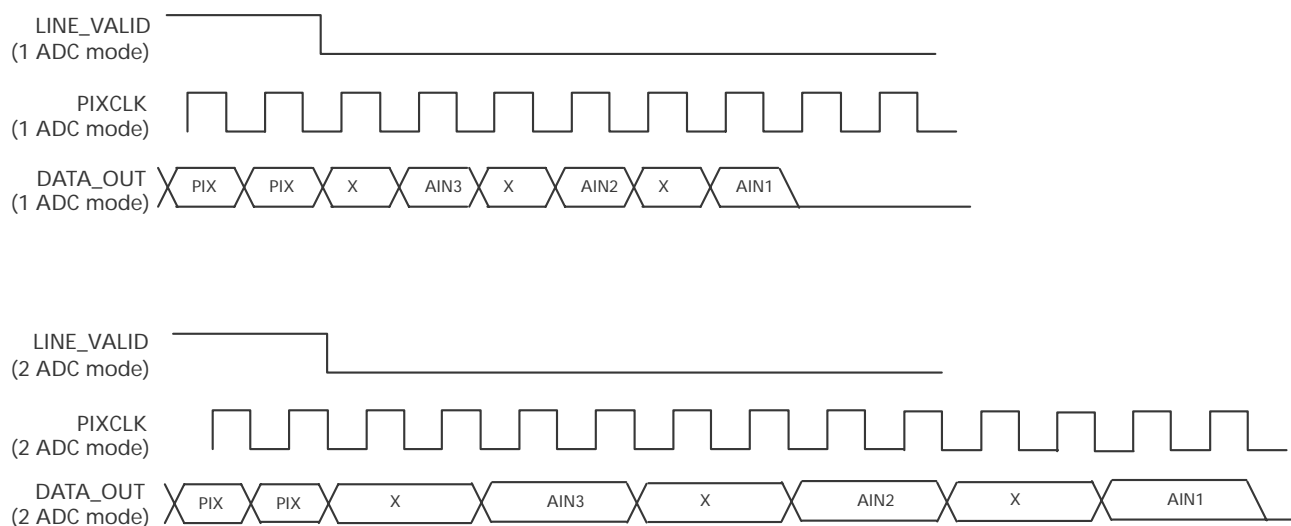 LINE_VALID
(1 ADC mode)
PIXCLK
(1 ADC mode)
DATA_OUT
(1 ADC mode)
PIX PIX X AIN3 X AIN2 X AIN1
LINE_VALID
(2 ADC mode)
PIXCLK
(2 ADC mode)
DATA_OUT
(2 ADC mode)
PIX PIX X AIN3 X AIN2 X AIN1